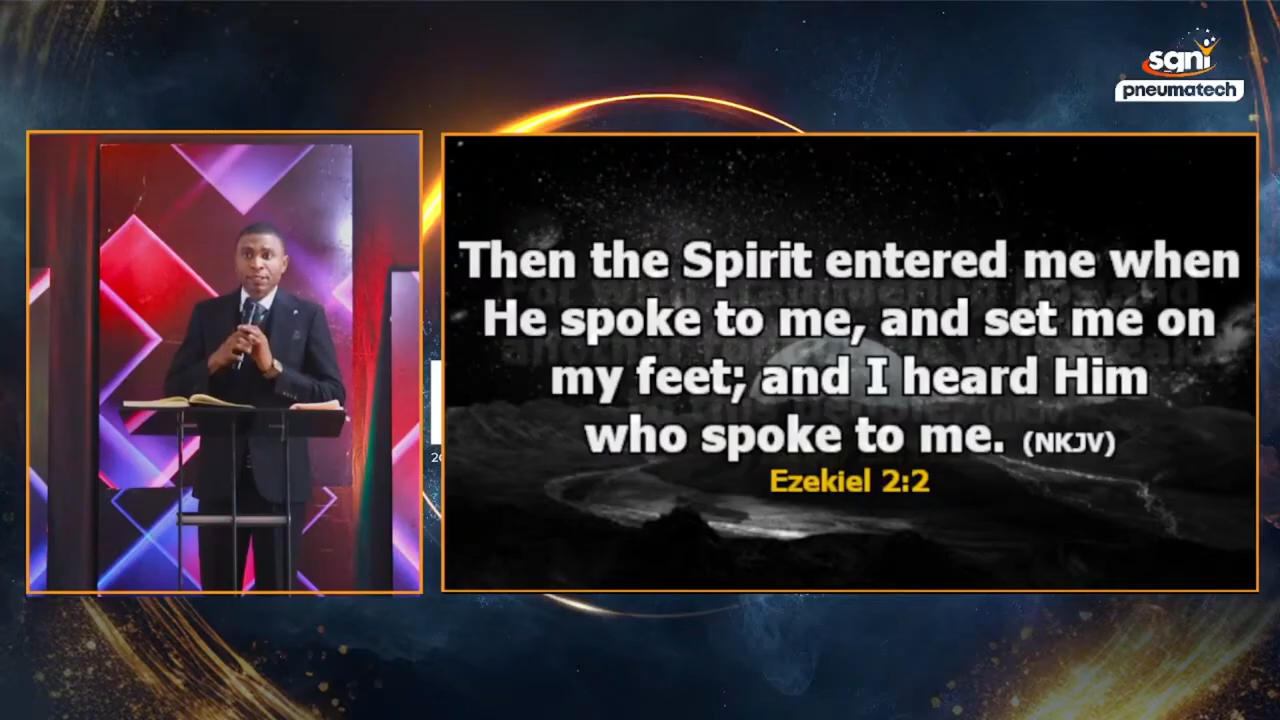 sgni
pneumatech
Then the Spirit entered me when
He spoke to me, and set me on
my feet; and I heard Him
who spoke to me. (NKJV)
Ezekiel 2:2